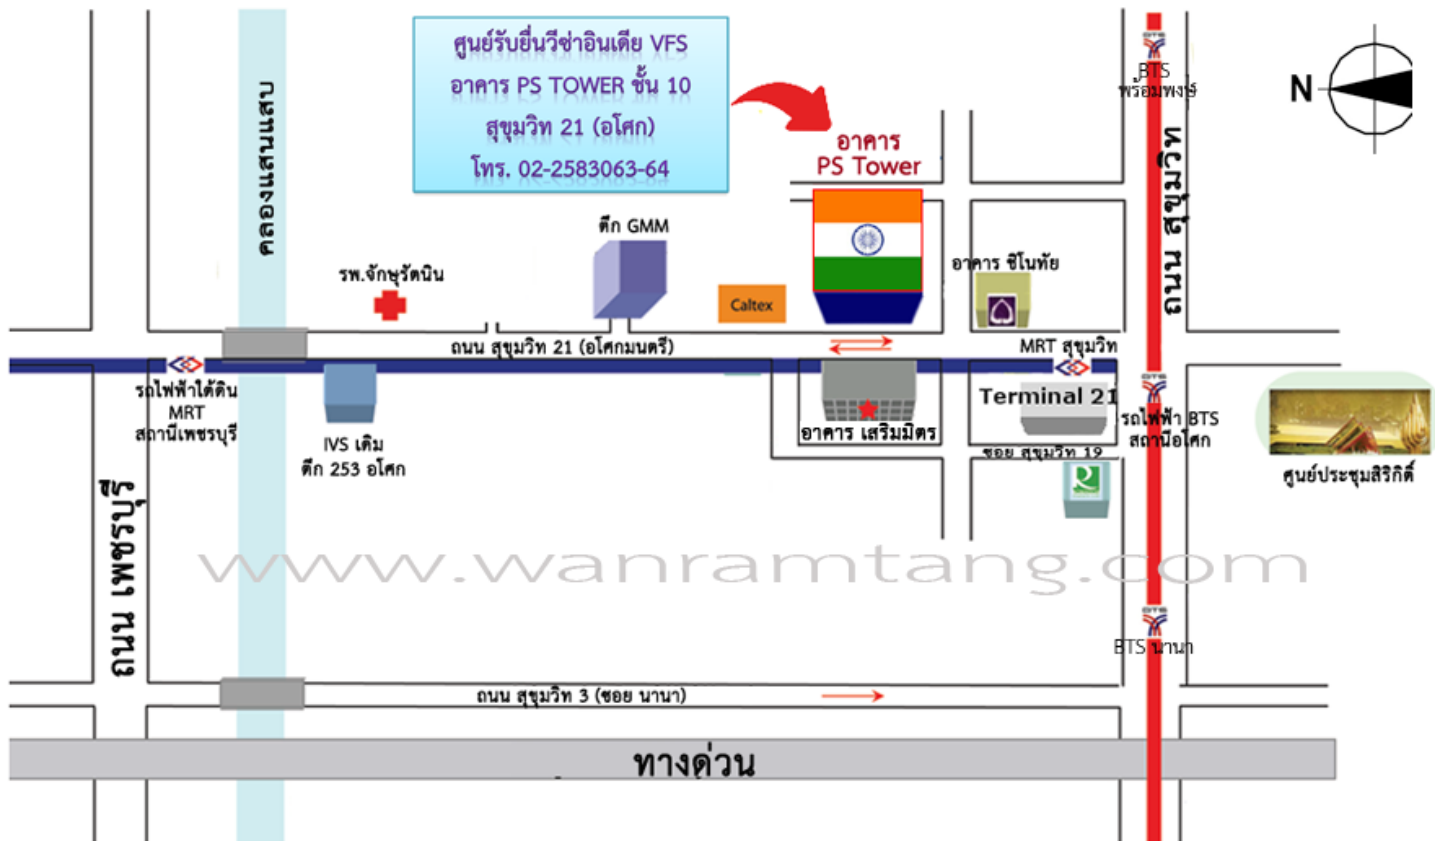 ศูนย์รับยื่นวีซ่าอินเดีย VFS
อาคาร PS TOWER ชั้น 10
สุขุมวิท 21 (อโศก)
โทร. 02-2583063-64
BTS
พร้อมพงษ์
N
คลองแสนแสบ
อาคาร
PS Tower
ถนน สุขุมวิท
ตึก GMM
รพ.จักษุรัตนิน
อาคาร ชิโนทัย
Caltex
ถนน สุขุมวิท 21 (อโศกมนตรี)
MRT สุขุมวิท
รถไฟฟ้าใต้ดิน
MRT
สถานีเพชรบุรี
Terminal 21
รถไฟฟ้า BTS
สถานีอโศก
อาคาร เสริมมิตร
IVS เดิม
ตึก 253 อโศก
ซอย สุขุมวิท 19
ศูนย์ประชุมสิริกิติ์
ถนน เพชรบุรี
www.wanramtang.com
BTS นานา
ถนน สุขุมวิท 3 (ซอย นานา)
ทางด่วน